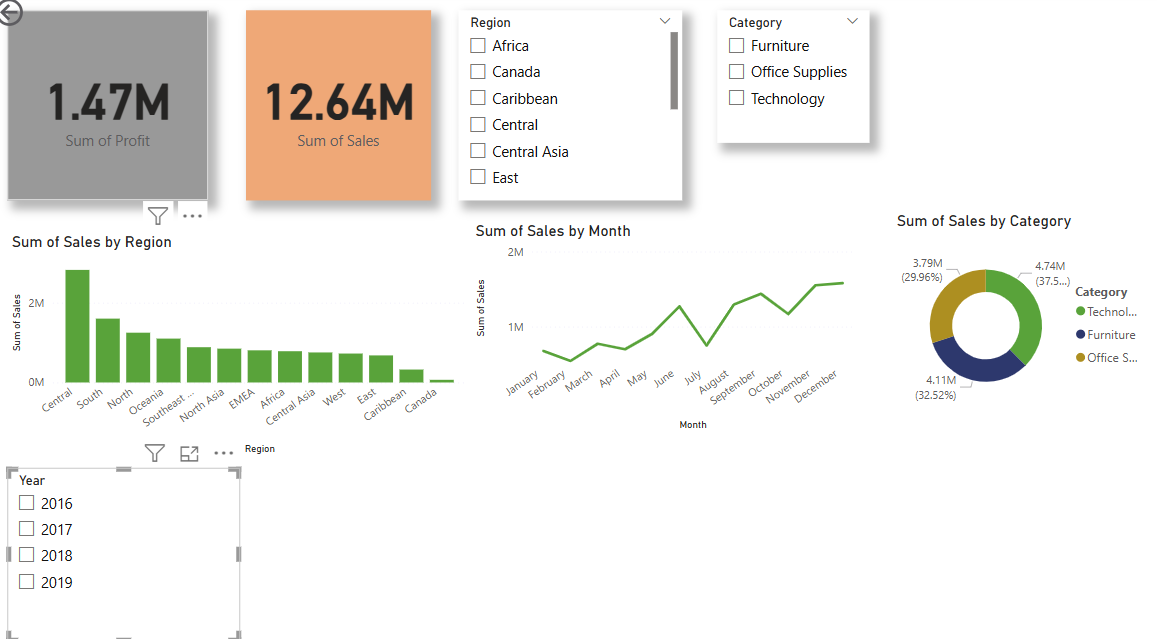 1.47M
Sum of Profit
12.64M
Sum of Sales
Region
Africa
Canada
Caribbean
Central
Central Asia
East
Category
Furniture
Office Supplies
Technology
Sum of Sales by Region
Sum of Sales
2M
0M
Central
South
North
Oceania
Southeast ...
North Asia
EMEA
Africa
Central Asia
West
East
Caribbean
Canada
Region
Sum of Sales by Month
Sum of Sales
2M
1M
January
February
March
April
May
June
July
August
September
October
November
December
Month
Sum of Sales by Category
3.79M
(29.96%)
4.74M
(37.5...)
4.11M
(32.52%)
Category
Technol...
Furniture
Office S...
Year
2016
2017
2018
2019